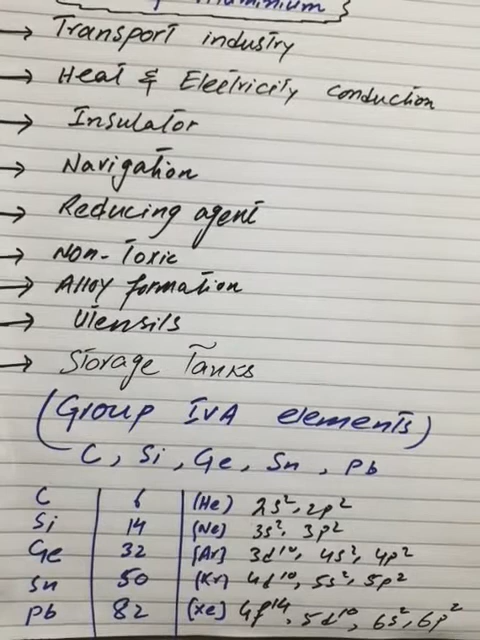 Aluminium }
→ Transport industry
→ Heat & Electricity conduction
→ Insulator
→ Navigation
→ Reducing agent
→ Non-Toxic
→ Alloy formation
→ Utensils
→ Storage Tanks
(Group IVA elements)
C, Si, Ge, Sn, Pb
C | 6 | (He) 2s², 2p²
Si | 14 | (Ne) 3s², 3p²
Ge | 32 | [Ar] 3d¹⁰, 4s², 4p²
Sn | 50 | (Kr) 4d¹⁰, 5s², 5p²
Pb | 82 | (Xe) 4f¹⁴, 5d¹⁰, 6s², 6p²